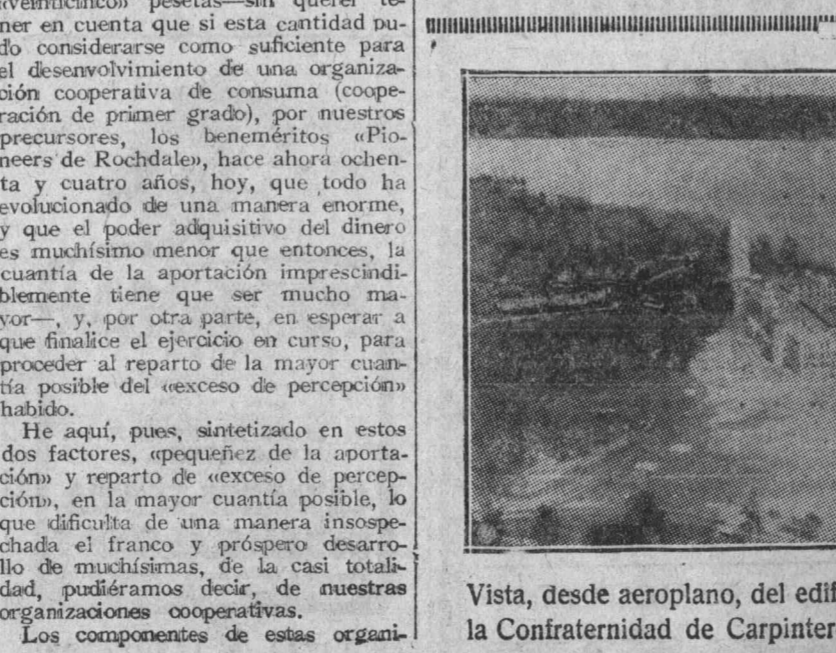 «veinticinco» pesetas—sin querer te-
ner en cuenta que si esta cantidad pu-
do considerarse como suficiente para
el desenvolvimiento de una organiza-
ción cooperativa de consuma (coope-
ración de primer grado), por nuestros
precursores, los beneméritos «Pio-
neers de Rochdale», hace ahora ochen-
ta y cuatro años, hoy, que todo ha
evolucionado de una manera enorme,
y que el poder adquisitivo del dinero
es muchísimo menor que entonces, la
cuantía de la aportación imprescindi-
blemente tiene que ser mucho ma-
yor—, y, por otra parte, en esperar a
que finalice el ejercicio en curso, para
proceder al reparto de la mayor cuan-
tía posible del «exceso de percepción»
habido.
He aquí, pues, sintetizado en estos
dos factores, «pequeñez de la aporta-
ción» y reparto de «exceso de percep-
ción», en la mayor cuantía posible, lo
que dificulta de una manera insospe-
chada el franco y próspero desarro-
llo de muchísimas, de la casi totali-
dad, pudiéramos decir, de nuestras
organizaciones cooperativas.
Los componentes de estas organi-
Vista, desde aeroplano, del edif
la Confraternidad de Carpinter